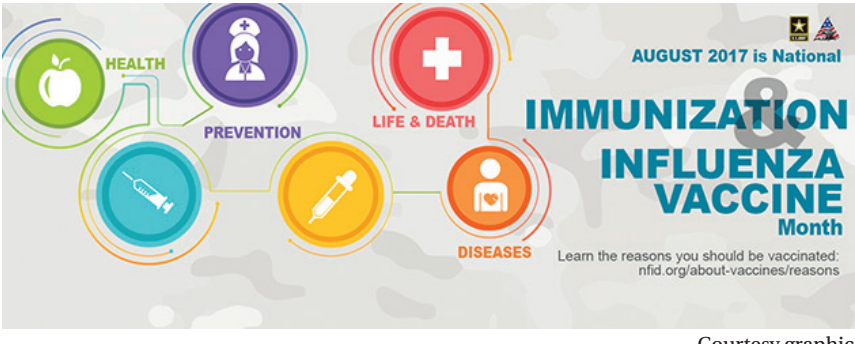 HEALTH
PREVENTION
LIFE & DEATH
DISEASES
AUGUST 2017 is National
IMMUNIZATION
&
INFLUENZA
VACCINE
Month
Learn the reasons you should be vaccinated:
nfid.org/about-vaccines/reasons
Courtesy graphic